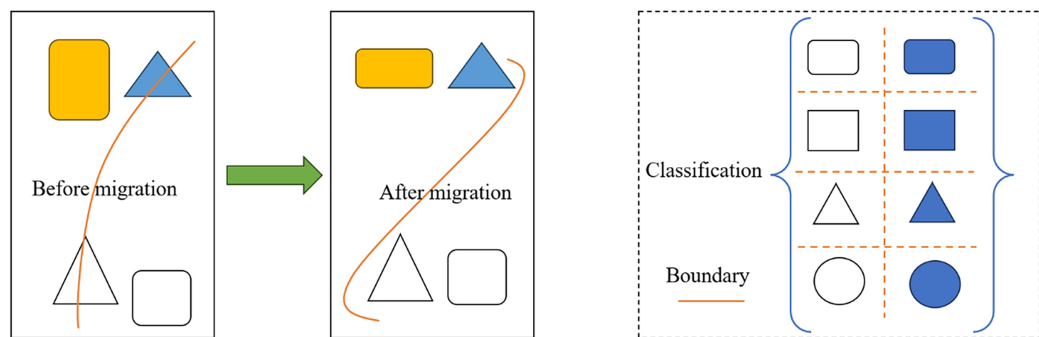 Before migration
After migration
Classification
Boundary